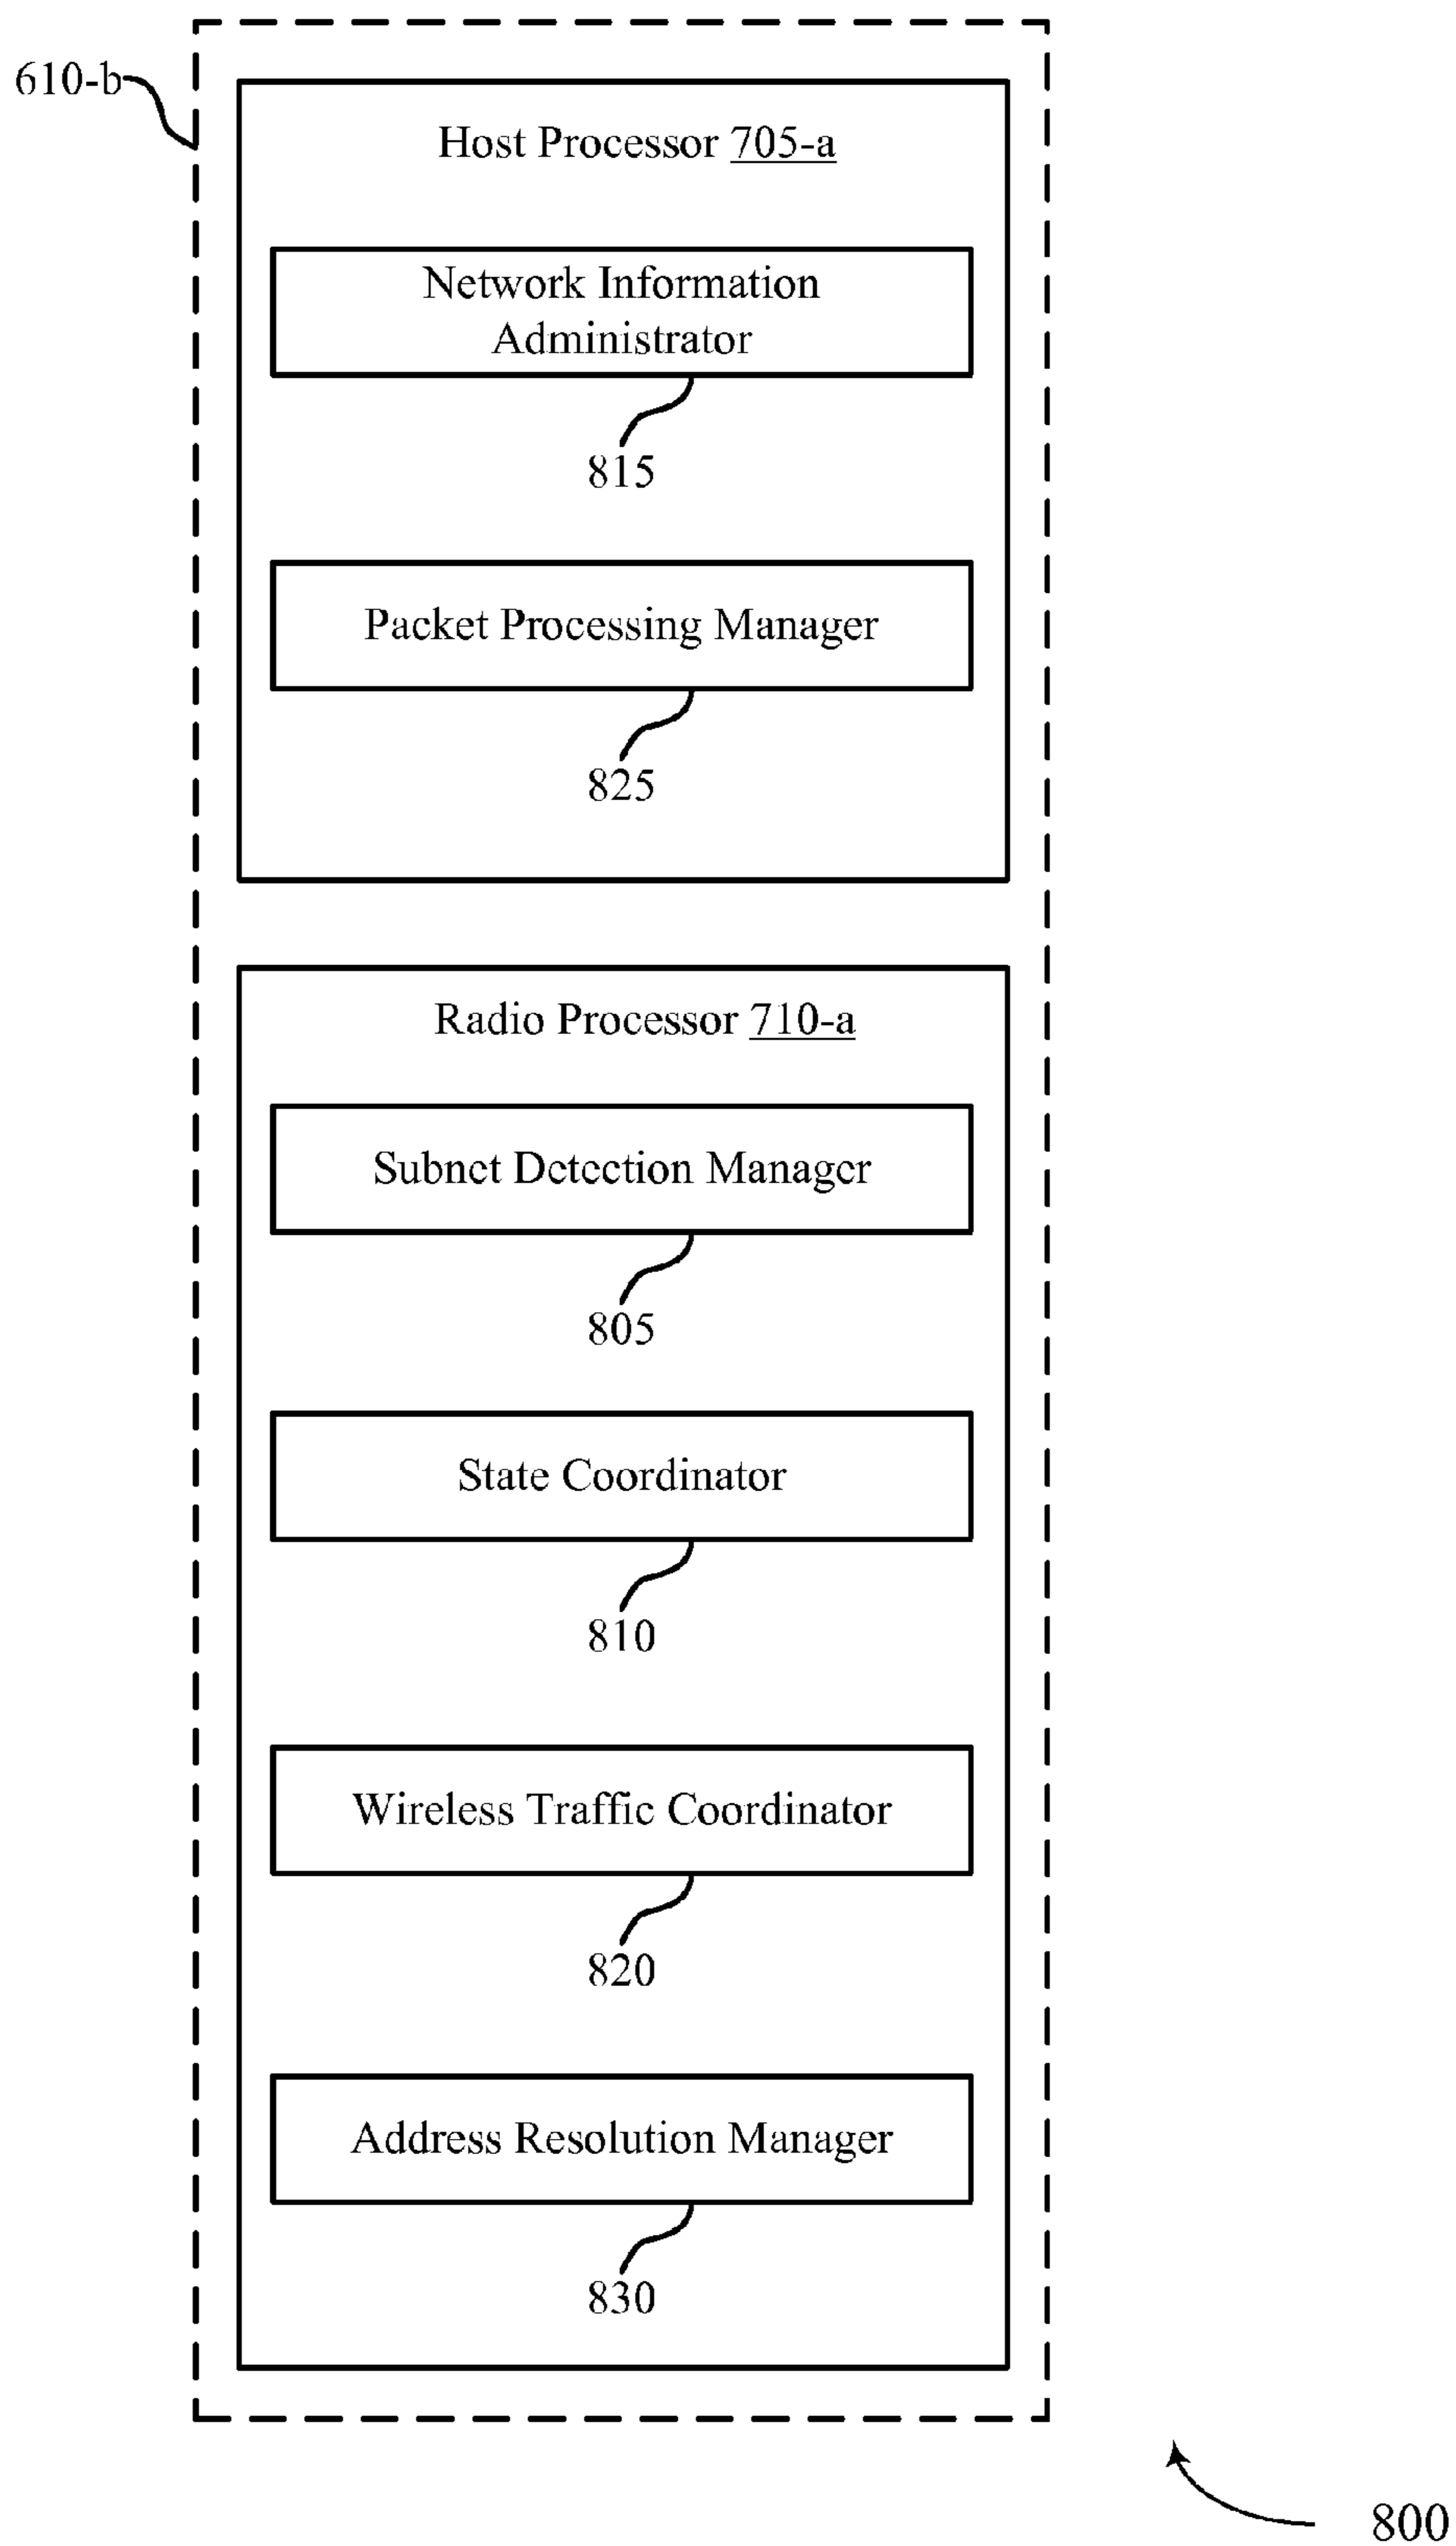 610-b
Host Processor 705-a
Network Information
Administrator
815
Packet Processing Manager
825
Radio Processor 710-a
Subnet Detection Manager
805
State Coordinator
810
Wireless Traffic Coordinator
820
Address Resolution Manager
830
800